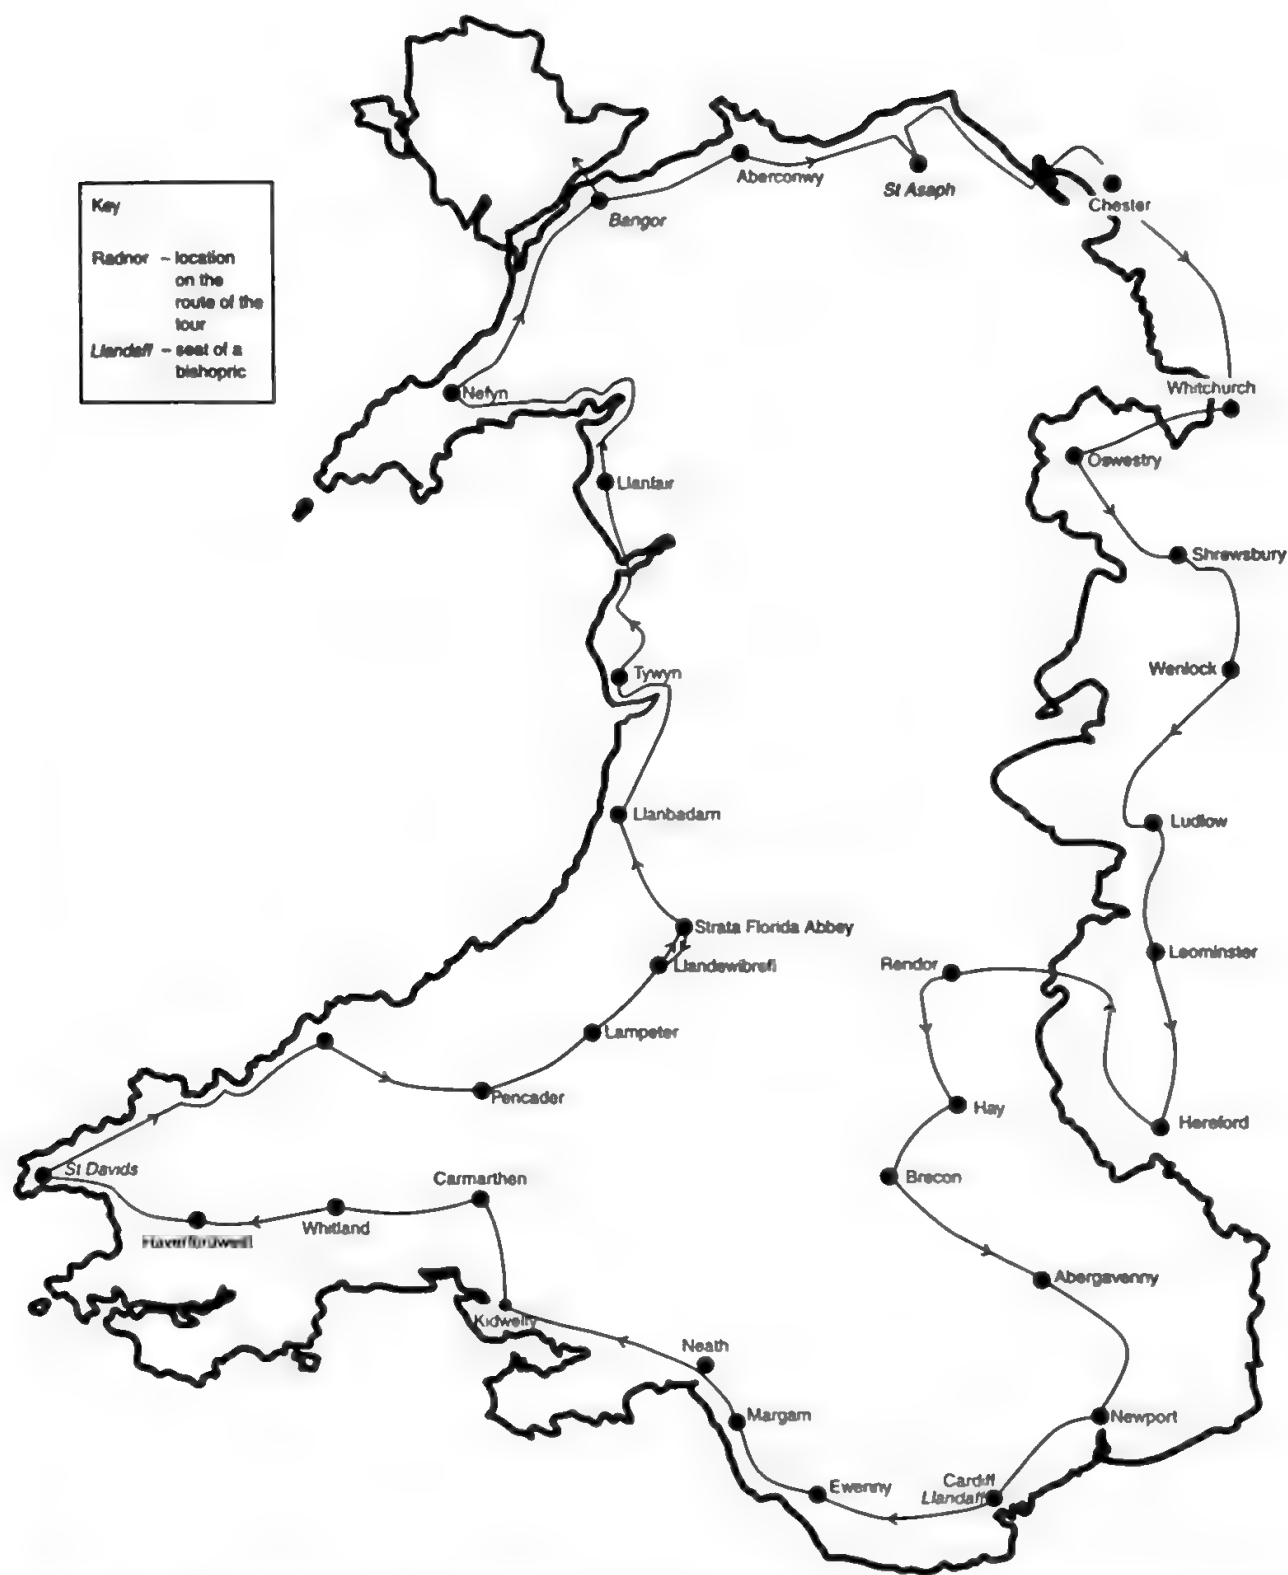 Key
Radnor – location
on the
route of the
tour
Llandaff – seat of a
bishopric
Aberconwy
St Asaph
Bangor
Chester
Nefyn
Whitchurch
Oswestry
Llanfair
Shrewsbury
Tywyn
Wenlock
Llanbadarn
Ludlow
Strata Florida Abbey
Llandewibrefi
Rendor
Leominster
Lampeter
Pencader
Hay
Hereford
St Davids
Carmarthen
Brecon
Whitland
Haverfordwest
Abergavenny
Kidwelly
Neath
Margam
Newport
Ewenny
Cardiff
Llandaff